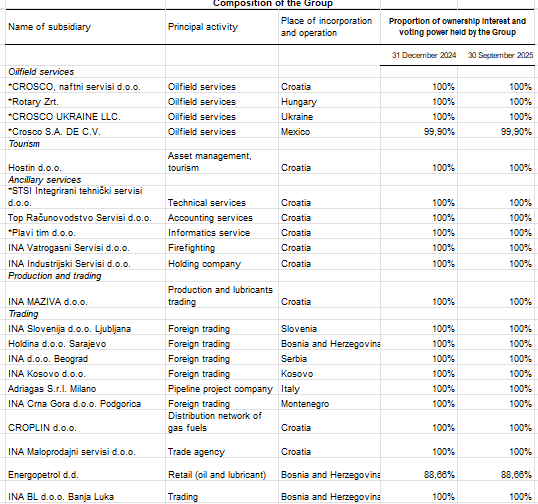 Composition of the Group
Name of subsidiary Principal activity Place of incorporation and operation Proportion of ownership interest and voting power held by the Group
31 December 2024 30 September 2025
Oilfield services
*CROSCO, naftni servisi d.o.o. Oilfield services Croatia 100% 100%
*Rotary Zrt. Oilfield services Hungary 100% 100%
*CROSCO UKRAINE LLC. Oilfield services Ukraine 100% 100%
*Crosco S.A. DE C.V. Oilfield services Mexico 99,90% 99,90%
Tourism
Hostin d.o.o. Asset management, tourism Croatia 100% 100%
Ancillary services
*STSI Integrirani tehnički servisi d.o.o. Technical services Croatia 100% 100%
Top Računovodstvo Servisi d.o.o. Accounting services Croatia 100% 100%
*Plavi tim d.o.o. Informatics service Croatia 100% 100%
INA Vatrogasni Servisi d.o.o. Firefighting Croatia 100% 100%
INA Industrijski Servisi d.o.o. Holding company Croatia 100% 100%
Production and trading
INA MAZIVA d.o.o. Production and lubricants trading Croatia 100% 100%
Trading
INA Slovenija d.o.o. Ljubljana Foreign trading Slovenia 100% 100%
Holdina d.o.o. Sarajevo Foreign trading Bosnia and Herzegovina 100% 100%
INA d.o.o. Beograd Foreign trading Serbia 100% 100%
INA Kosovo d.o.o. Foreign trading Kosovo 100% 100%
Adriagas S.r.l. Milano Pipeline project company Italy 100% 100%
INA Crna Gora d.o.o. Podgorica Foreign trading Montenegro 100% 100%
CROPLIN d.o.o. Distribution network of gas fuels Croatia 100% 100%
INA Maloprodajni servisi d.o.o. Trade agency Croatia 100% 100%
Energopetrol d.d. Retail (oil and lubricant) Bosnia and Herzegovina 88,66% 88,66%
INA BL d.o.o. Banja Luka Trading Bosnia and Herzegovina 100% 100%